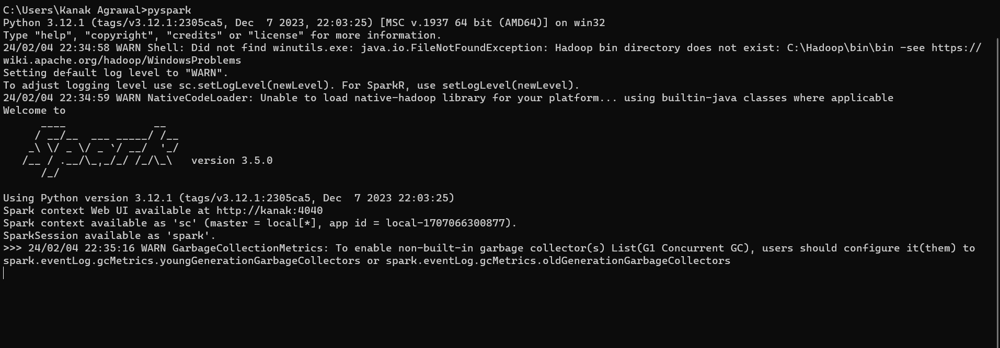 C:\Users\Kanak Agrawal>pyspark
Python 3.12.1 (tags/v3.12.1:2305ca5, Dec  7 2023, 22:03:25) [MSC v.1937 64 bit (AMD64)] on win32
Type "help", "copyright", "credits" or "license" for more information.
24/02/04 22:34:58 WARN Shell: Did not find winutils.exe: java.io.FileNotFoundException: Hadoop bin directory does not exist: C:\Hadoop\bin\bin -see https://
wiki.apache.org/hadoop/WindowsProblems
Setting default log level to "WARN".
To adjust logging level use sc.setLogLevel(newLevel). For SparkR, use setLogLevel(newLevel).
24/02/04 22:34:59 WARN NativeCodeLoader: Unable to load native-hadoop library for your platform... using builtin-java classes where applicable
Welcome to
      ____              __
     / __/__  ___ _____/ /__
    _\ \/ _ \/ _ `/ __/  '_/
   /__ / .__/\_,_/_/ /_/\_\   version 3.5.0
      /_/

Using Python version 3.12.1 (tags/v3.12.1:2305ca5, Dec  7 2023 22:03:25)
Spark context Web UI available at http://kanak:4040
Spark context available as 'sc' (master = local[*], app id = local-1707066300877).
SparkSession available as 'spark'.
>>> 24/02/04 22:35:16 WARN GarbageCollectionMetrics: To enable non-built-in garbage collector(s) List(G1 Concurrent GC), users should configure it(them) to
spark.eventLog.gcMetrics.youngGenerationGarbageCollectors or spark.eventLog.gcMetrics.oldGenerationGarbageCollectors